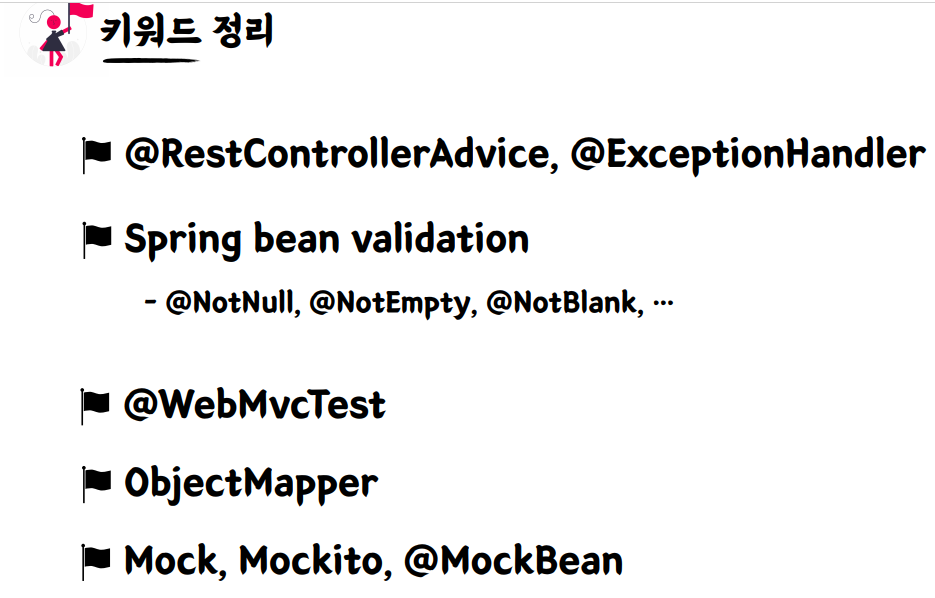 키워드 정리
@RestControllerAdvice, @ExceptionHandler
Spring bean validation
- @NotNull, @NotEmpty, @NotBlank, ⋯
@WebMvcTest
ObjectMapper
Mock, Mockito, @MockBean